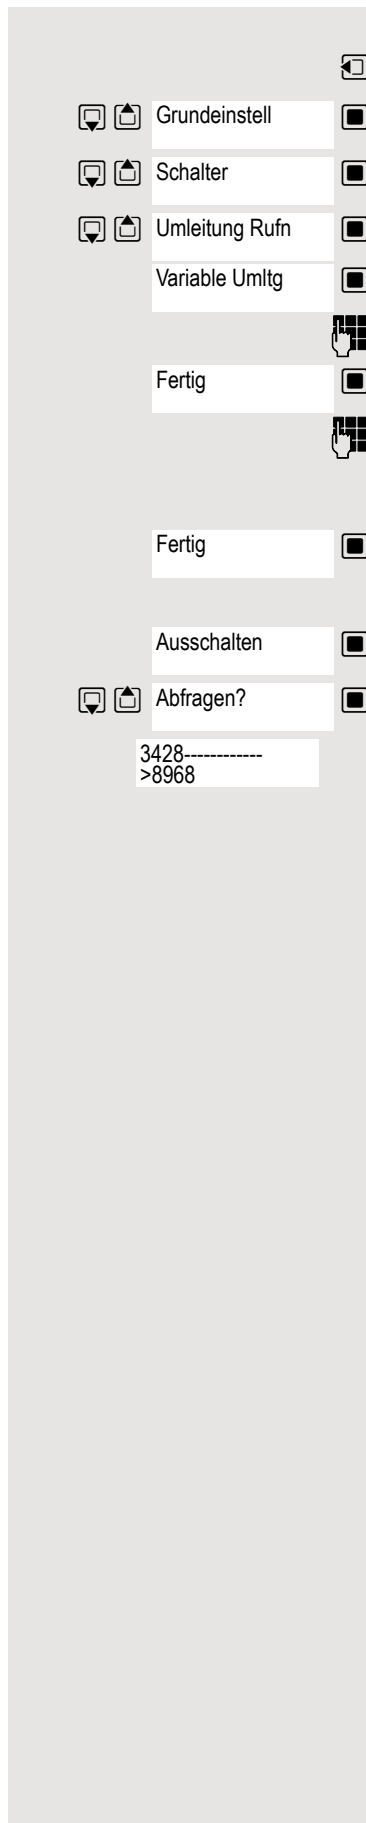 Grundeinstell
Schalter
Umleitung Rufn
Variable Umltg
Fertig
Fertig
Ausschalten
Abfragen?
3428------------
>8968